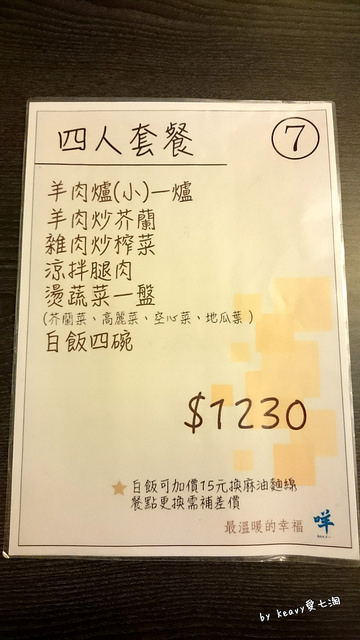 四人套餐
7
羊肉爐(小)一爐
羊肉炒芥蘭
雜肉炒榨菜
涼拌腿肉
燙蔬菜一盤
(芥蘭菜、高麗菜、空心菜、地瓜葉)
白飯四碗
$1230
★白飯可加價15元換麻油麵線
餐點更換需補差價
最溫暖的幸福 咩
by keavy愛七淘